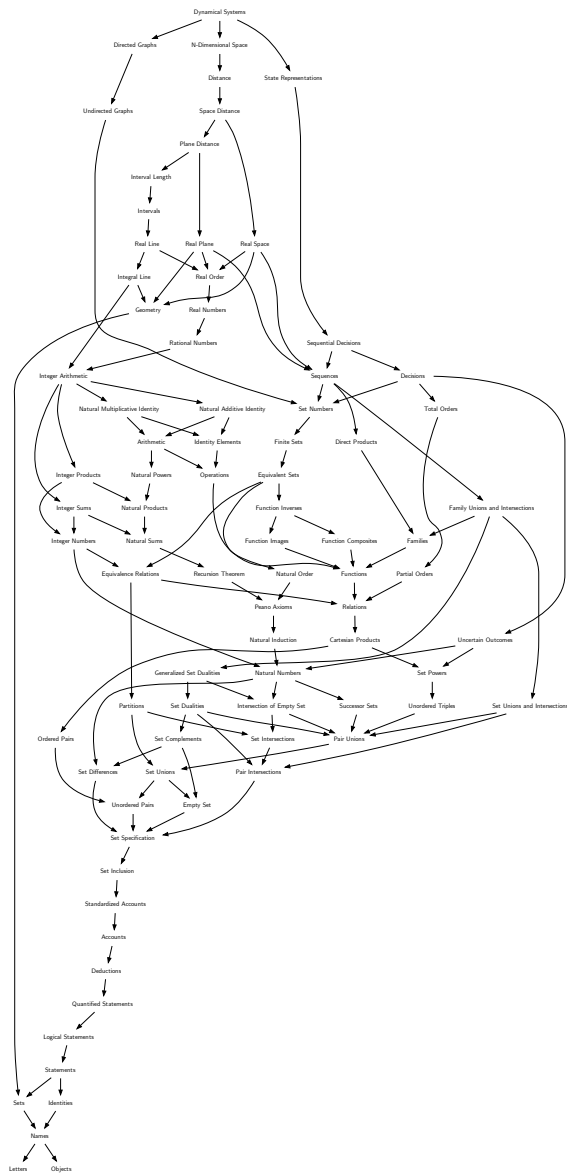 Dynamical Systems
Directed Graphs
N-Dimensional Space
Distance
State Representations
Undirected Graphs
Space Distance
Plane Distance
Interval Length
Intervals
Real Line
Real Plane
Real Space
Integral Line
Real Order
Geometry
Real Numbers
Rational Numbers
Sequential Decisions
Integer Arithmetic
Sequences
Decisions
Natural Multiplicative Identity
Natural Additive Identity
Set Numbers
Total Orders
Arithmetic
Identity Elements
Finite Sets
Direct Products
Integer Products
Natural Powers
Operations
Equivalent Sets
Integer Sums
Natural Products
Function Inverses
Family Unions and Intersections
Integer Numbers
Natural Sums
Function Images
Function Composites
Families
Equivalence Relations
Recursion Theorem
Natural Order
Functions
Partial Orders
Peano Axioms
Relations
Natural Induction
Cartesian Products
Uncertain Outcomes
Generalized Set Dualities
Natural Numbers
Set Powers
Partitions
Set Dualities
Intersection of Empty Set
Successor Sets
Unordered Triples
Set Unions and Intersections
Ordered Pairs
Set Complements
Set Intersections
Pair Unions
Set Differences
Set Unions
Pair Intersections
Unordered Pairs
Empty Set
Set Specification
Set Inclusion
Standardized Accounts
Accounts
Deductions
Quantified Statements
Logical Statements
Statements
Sets
Identities
Names
Letters
Objects